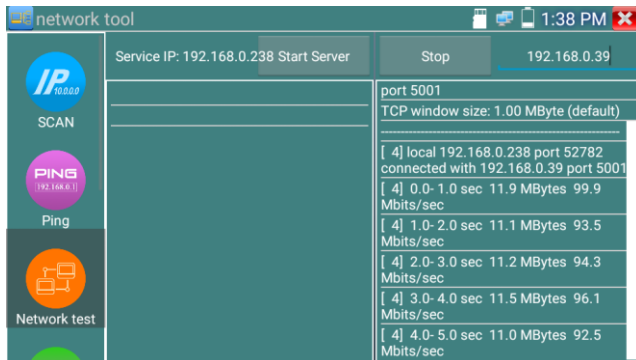 network tool
1:38 PM
IP
10.0.0.0
SCAN
PING
192.168.0.1
Ping
Network test
Service IP: 192.168.0.238 Start Server
Stop
192.168.0.39
port 5001
TCP window size: 1.00 MByte (default)
------------------------------------------------------------
[ 4] local 192.168.0.238 port 52782
connected with 192.168.0.39 port 5001
[ 4] 0.0- 1.0 sec 11.9 MBytes 99.9
Mbits/sec
[ 4] 1.0- 2.0 sec 11.1 MBytes 93.5
Mbits/sec
[ 4] 2.0- 3.0 sec 11.2 MBytes 94.3
Mbits/sec
[ 4] 3.0- 4.0 sec 11.5 MBytes 96.1
Mbits/sec
[ 4] 4.0- 5.0 sec 11.0 MBytes 92.5
Mbits/sec